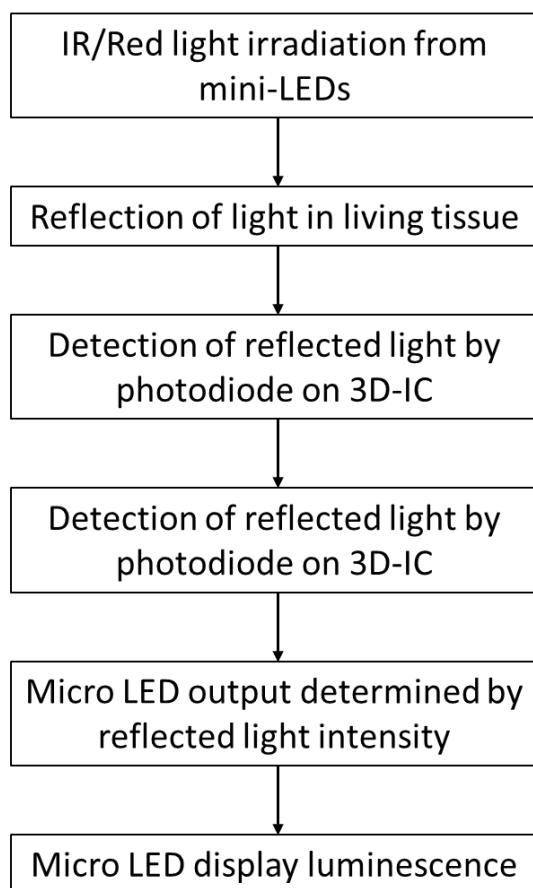 IR/Red light irradiation from
mini-LEDs
Reflection of light in living tissue
Detection of reflected light by
photodiode on 3D-IC
Detection of reflected light by
photodiode on 3D-IC
Micro LED output determined by
reflected light intensity
Micro LED display luminescence